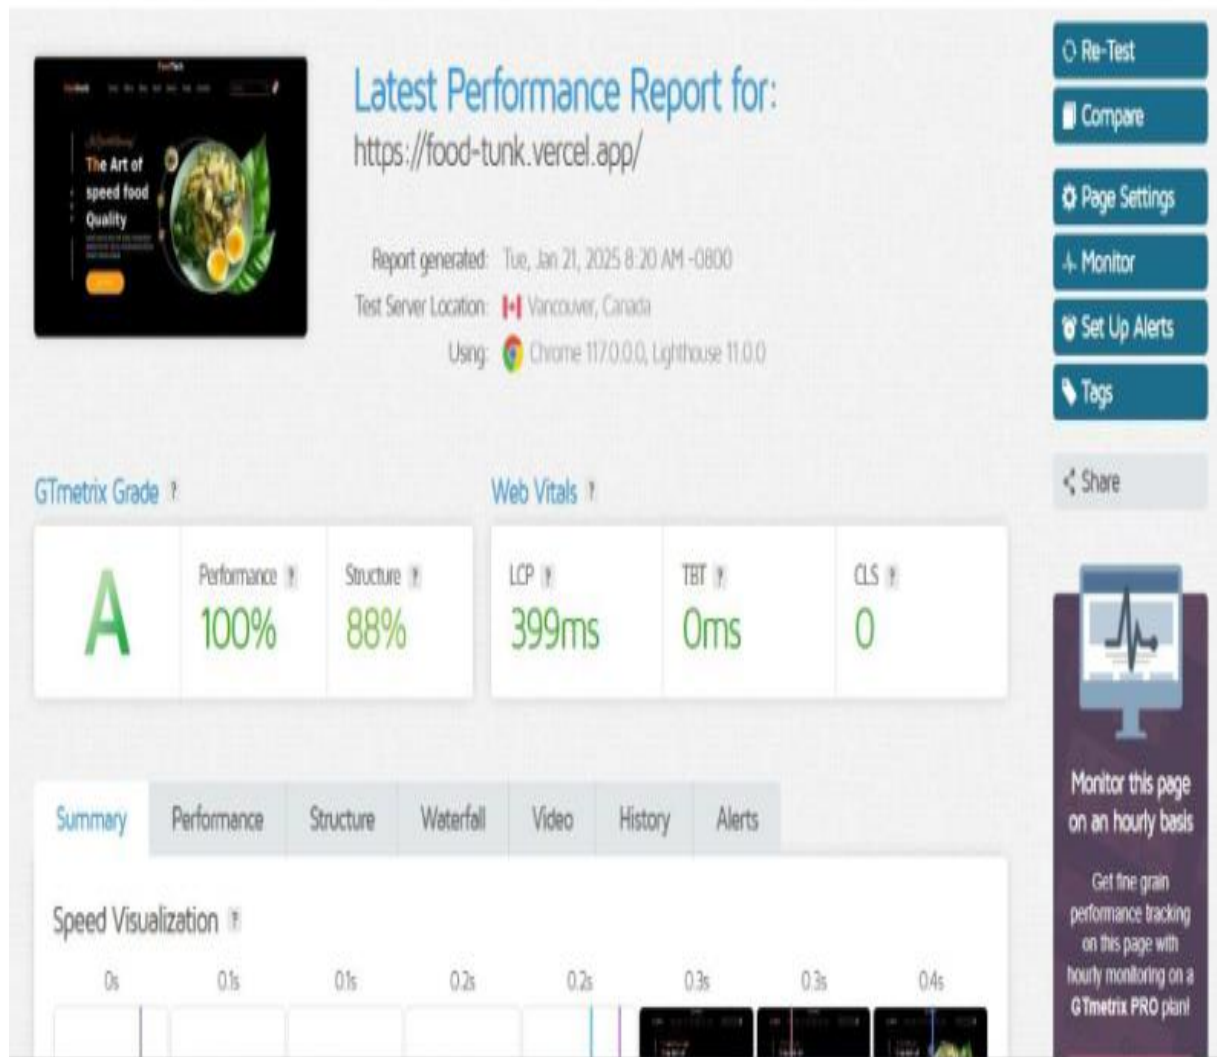 FoodTuck
The Art of
speed food
Quality
Latest Performance Report for:
https://food-tunk.vercel.app/
Report generated: Tue, Jan 21, 2025 8:20 AM -0800
Test Server Location: Vancouver, Canada
Using: Chrome 117.0.0.0, Lighthouse 11.0.0
Re-Test
Compare
Page Settings
Monitor
Set Up Alerts
Tags
Share
GTmetrix Grade ?
Web Vitals ?
A
Performance ?
100%
Structure ?
88%
LCP ?
399ms
TBT ?
0ms
CLS ?
0
Summary Performance Structure Waterfall Video History Alerts
Speed Visualization ?
0s 0.1s 0.1s 0.2s 0.2s 0.3s 0.3s 0.4s
Monitor this page
on an hourly basis
Get fine grain
performance tracking
on this page with
hourly monitoring on a
GTmetrix PRO plan!